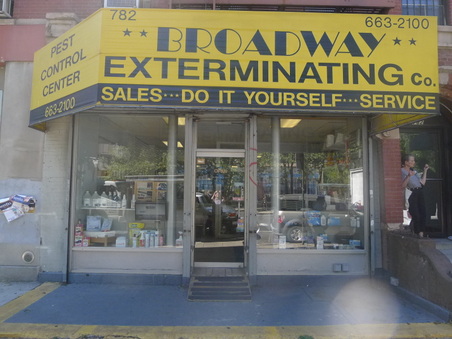 782
663-2100
★★ BROADWAY ★★
EXTERMINATING Co.
SALES···DO IT YOURSELF···SERVICE
PEST
CONTROL
CENTER
663-2100